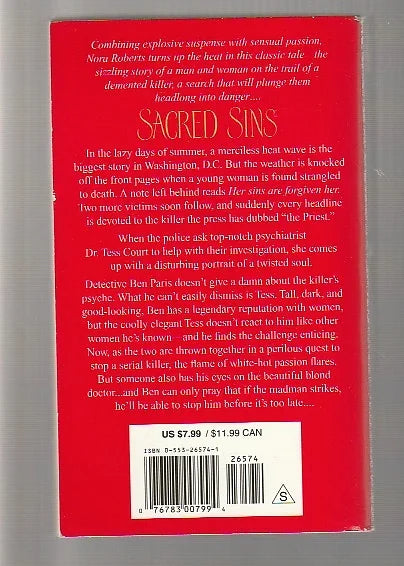 Combining explosive suspense with sensual passion,
Nora Roberts turns up the heat in this classic tale the
sizzling story of a man and woman on the trail of a
demented killer, a search that will plunge them
headlong into danger....
SACRED SINS
In the lazy days of summer, a merciless heat wave is the
biggest story in Washington, D.C. But the weather is knocked
off the front pages when a young woman is found strangled
to death. A note left behind reads Her sins are forgiven her.
Two more victims soon follow, and suddenly every headline
is devoted to the killer the press has dubbed “the Priest.”
When the police ask top-notch psychiatrist
Dr. Tess Court to help with their investigation, she comes
up with a disturbing portrait of a twisted soul.
Detective Ben Paris doesn't give a damn about the killer's
psyche. What he can't easily dismiss is Tess. Tall, dark, and
good-looking, Ben has a legendary reputation with women,
but the coolly elegant Tess doesn't react to him like other
women he's known—and he finds the challenge enticing.
Now, as the two are thrown together in a perilous quest to
stop a serial killer, the flame of white-hot passion flares.
But someone also has his eyes on the beautiful blond
doctor...and Ben can only pray that if the madman strikes,
he'll be able to stop him before it's too late....
US $7.99 / $11.99 CAN
ISBN 0-553-26574-1
26574
0 76783 00799 4
S